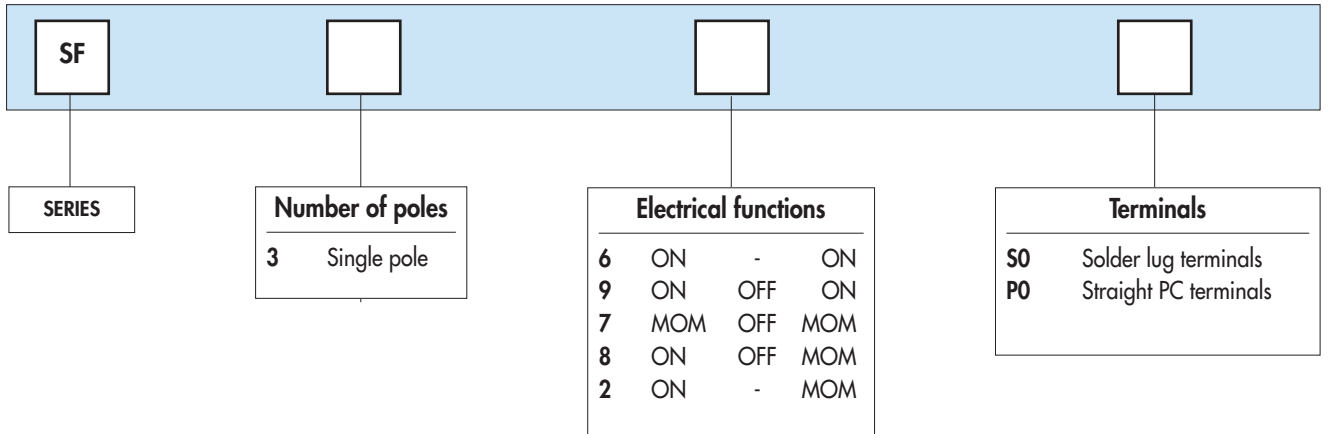 SF
SERIES
Number of poles
3 Single pole
Electrical functions
6 ON - ON
9 ON OFF ON
7 MOM OFF MOM
8 ON OFF MOM
2 ON - MOM
Terminals
S0 Solder lug terminals
P0 Straight PC terminals